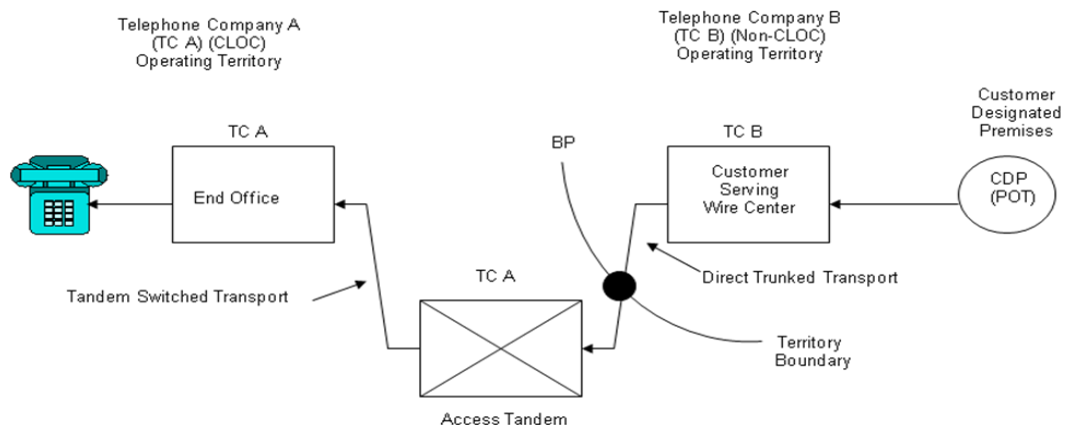 Telephone Company A
(TC A) (CLOC)
Operating Territory
Telephone Company B
(TC B) (Non-CLOC)
Operating Territory
Customer
Designated
Premises
TC A
BP
TC B
End Office
Customer
Serving
Wire Center
CDP
(POT)
Tandem Switched Transport
TC A
Direct Trunked Transport
Territory
Boundary
Access Tandem